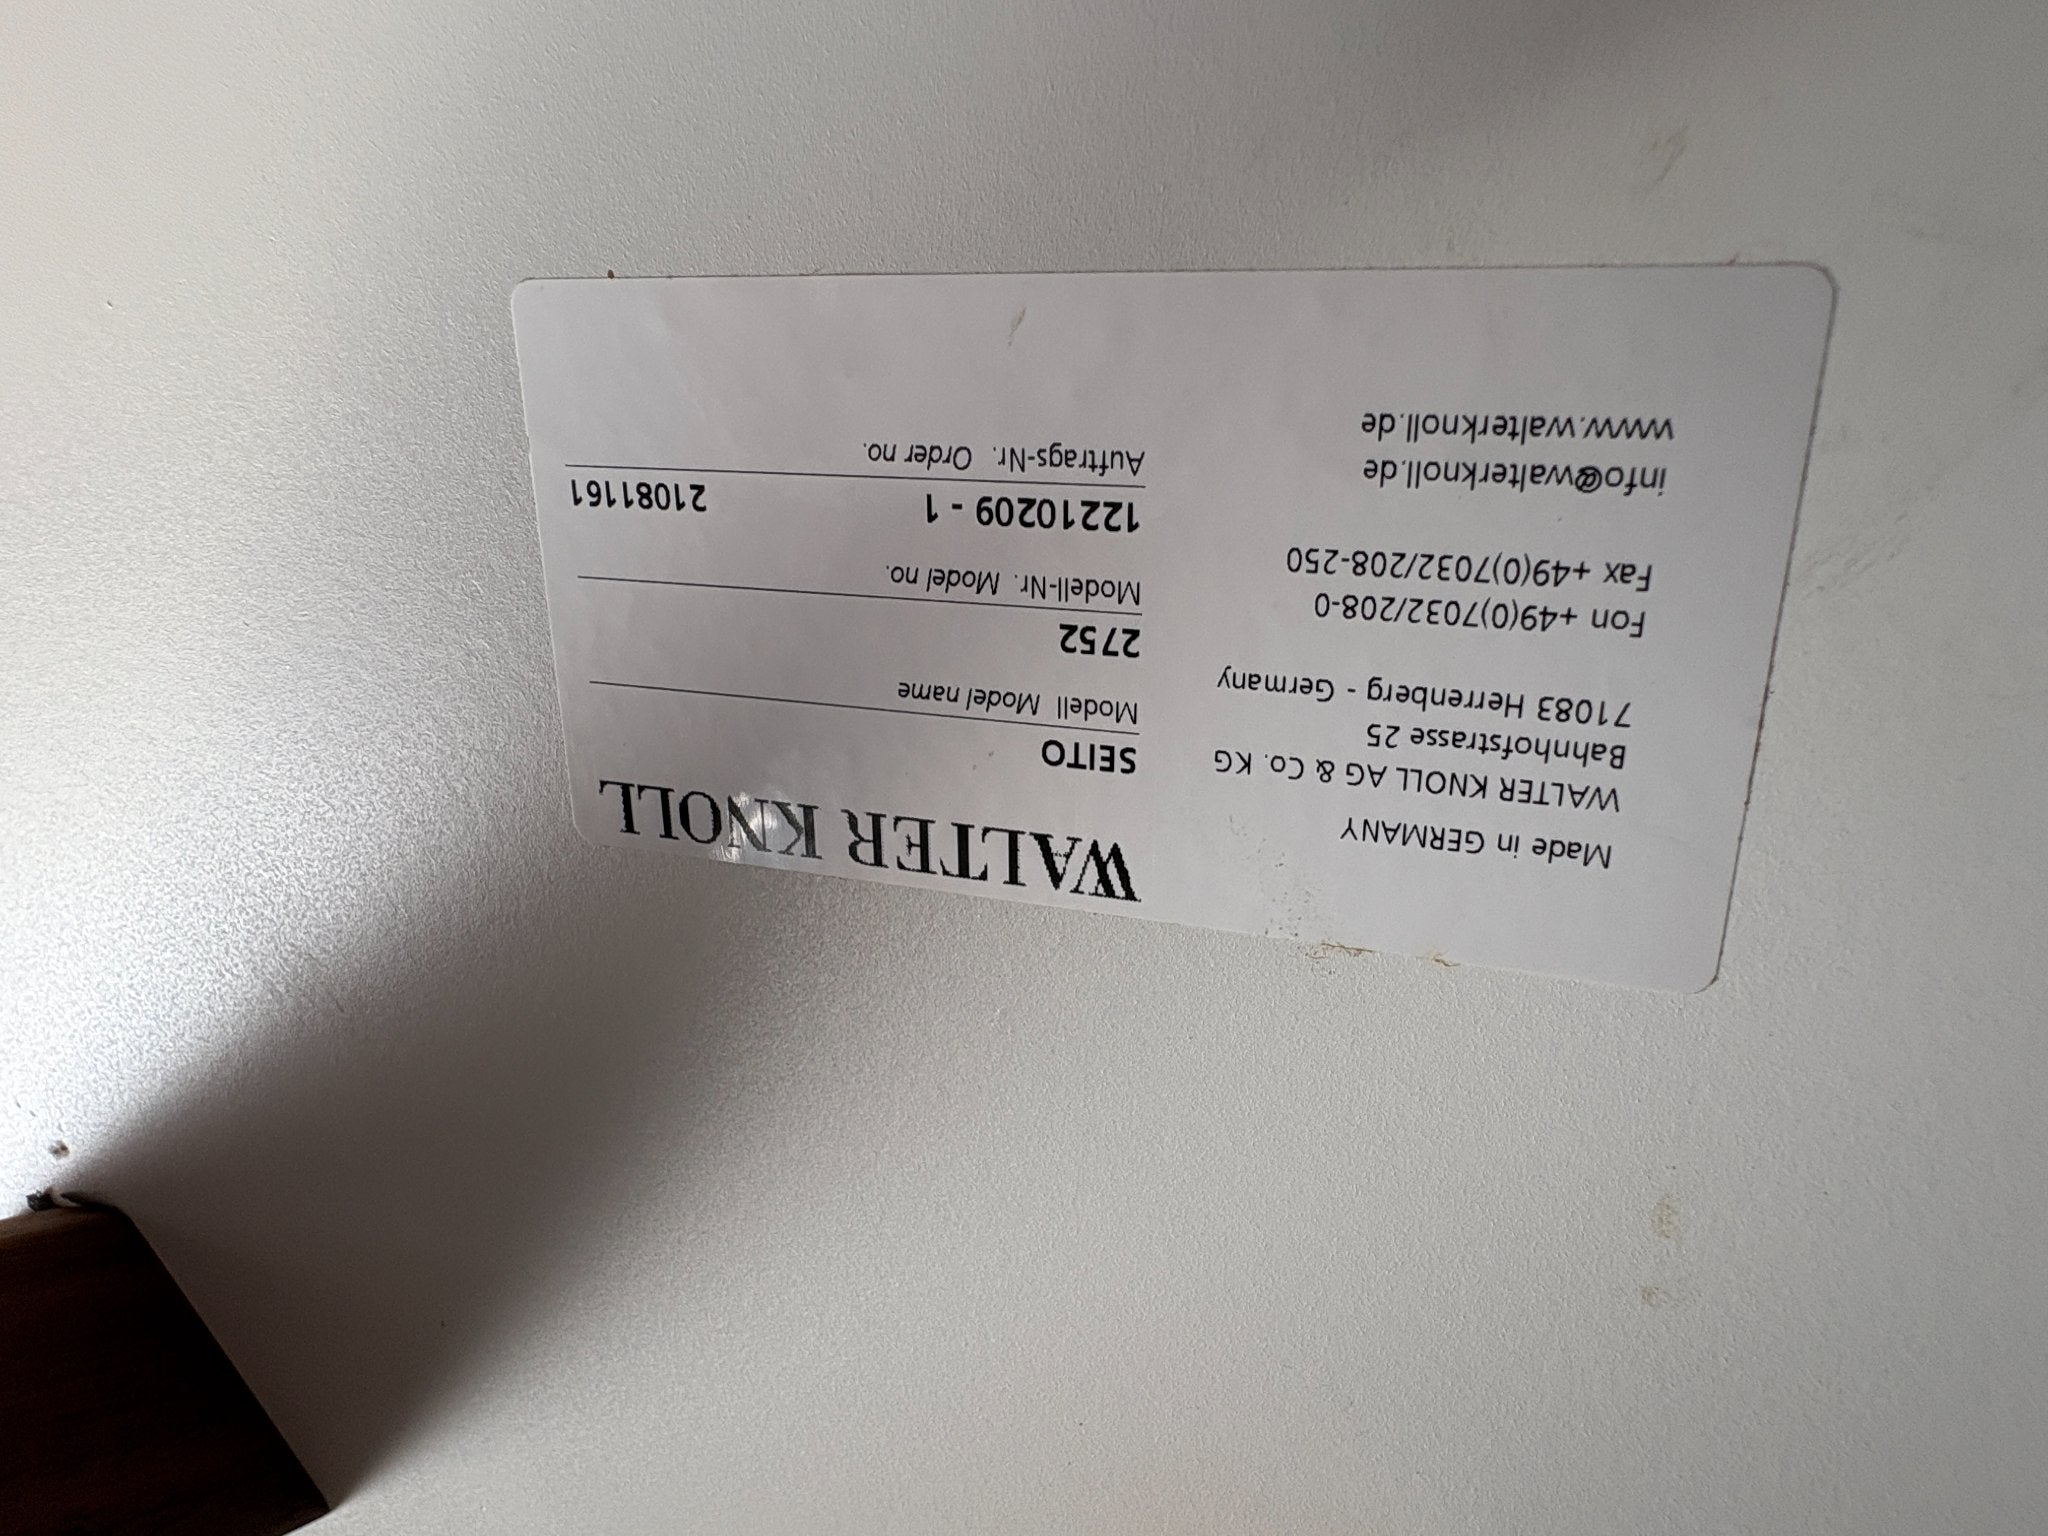 WALTER KNOLL
SEITO
Modell Model name
2752
Modell-Nr. Model no.
12210209 - 1 21081161
Auftrags-Nr. Order no.
Made in GERMANY
WALTER KNOLL AG & Co. KG
Bahnhofstrasse 25
71083 Herrenberg - Germany
Fon +49(0)7032/208-0
Fax +49(0)7032/208-250
info@walterknoll.de
www.walterknoll.de